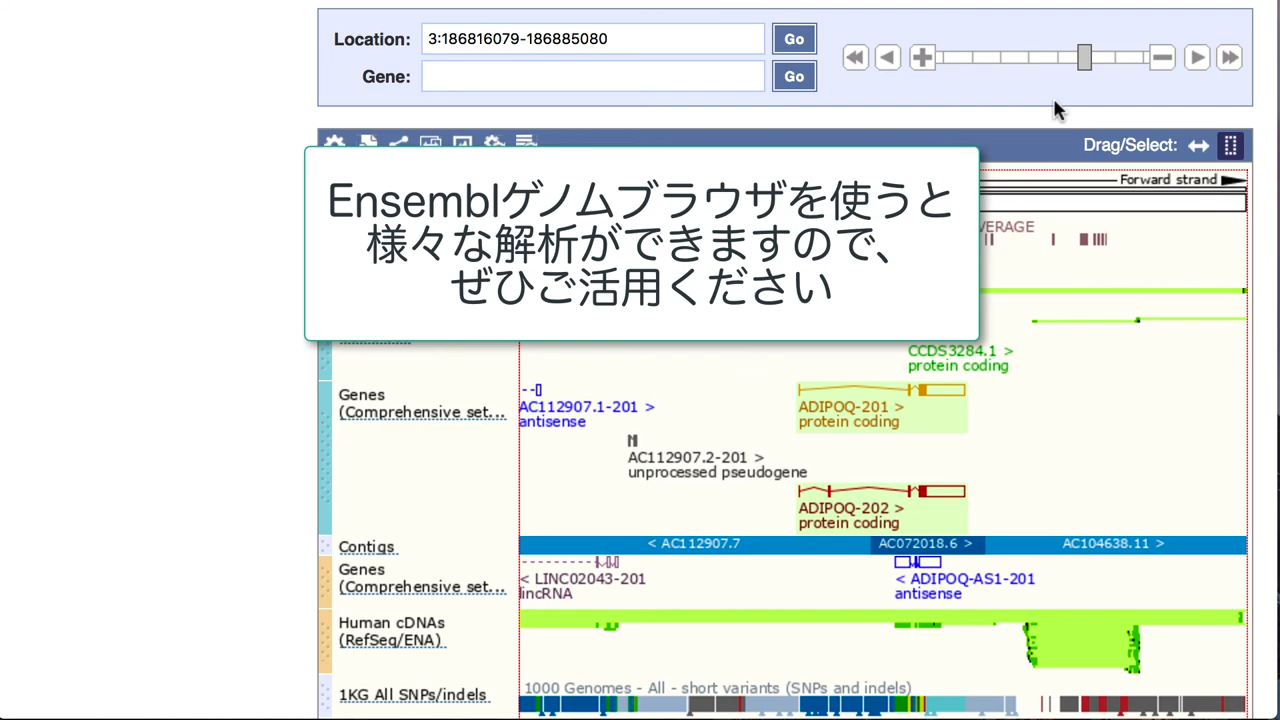 Location: 3:186816079-186885080 Go
Gene: Go
Drag/Select:
Ensemblゲノムブラウザを使うと
様々な解析ができますので、
ぜひご活用ください
Forward strand
VERAGE
CCDS3284.1 >
protein coding
Genes
(Comprehensive set...
AC112907.1-201 >
antisense
ADIPOQ-201 >
protein coding
AC112907.2-201 >
unprocessed pseudogene
ADIPOQ-202 >
protein coding
Contigs
< AC112907.7
AC072018.6 >
AC104638.11 >
Genes
(Comprehensive set...
< LINC02043-201
lincRNA
< ADIPOQ-AS1-201
antisense
Human cDNAs
(RefSeq/ENA)
1KG All SNPs/indels
1000 Genomes - All - short variants (SNPs and indels)